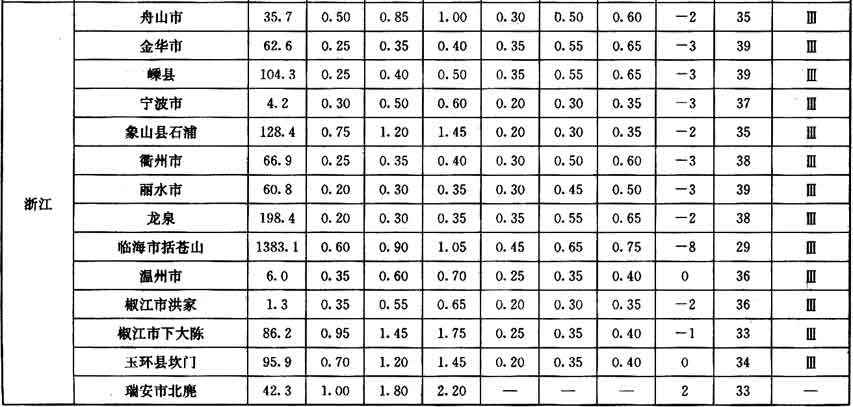 浙江
舟山市 35.7 0.50 0.85 1.00 0.30 0.50 0.60 −2 35 Ⅲ
金华市 62.6 0.25 0.35 0.40 0.35 0.55 0.65 −3 39 Ⅲ
嵊县 104.3 0.25 0.40 0.50 0.35 0.55 0.65 −3 39 Ⅲ
宁波市 4.2 0.30 0.50 0.60 0.20 0.30 0.35 −3 37 Ⅲ
象山县石浦 128.4 0.75 1.20 1.45 0.20 0.30 0.35 −2 35 Ⅲ
衢州市 66.9 0.25 0.35 0.40 0.30 0.50 0.60 −3 38 Ⅲ
丽水市 60.8 0.20 0.30 0.35 0.30 0.45 0.50 −3 39 Ⅲ
龙泉 198.4 0.20 0.30 0.35 0.35 0.55 0.65 −2 38 Ⅲ
临海市括苍山 1383.1 0.60 0.90 1.05 0.45 0.65 0.75 −8 29 Ⅲ
温州市 6.0 0.35 0.60 0.70 0.25 0.35 0.40 0 36 Ⅲ
椒江市洪家 1.3 0.35 0.55 0.65 0.20 0.30 0.35 −2 36 Ⅲ
椒江市下大陈 86.2 0.95 1.45 1.75 0.25 0.35 0.40 −1 33 Ⅲ
玉环县坎门 95.9 0.70 1.20 1.45 0.20 0.35 0.40 0 34 Ⅲ
瑞安市北麂 42.3 1.00 1.80 2.20 — — — 2 33 —